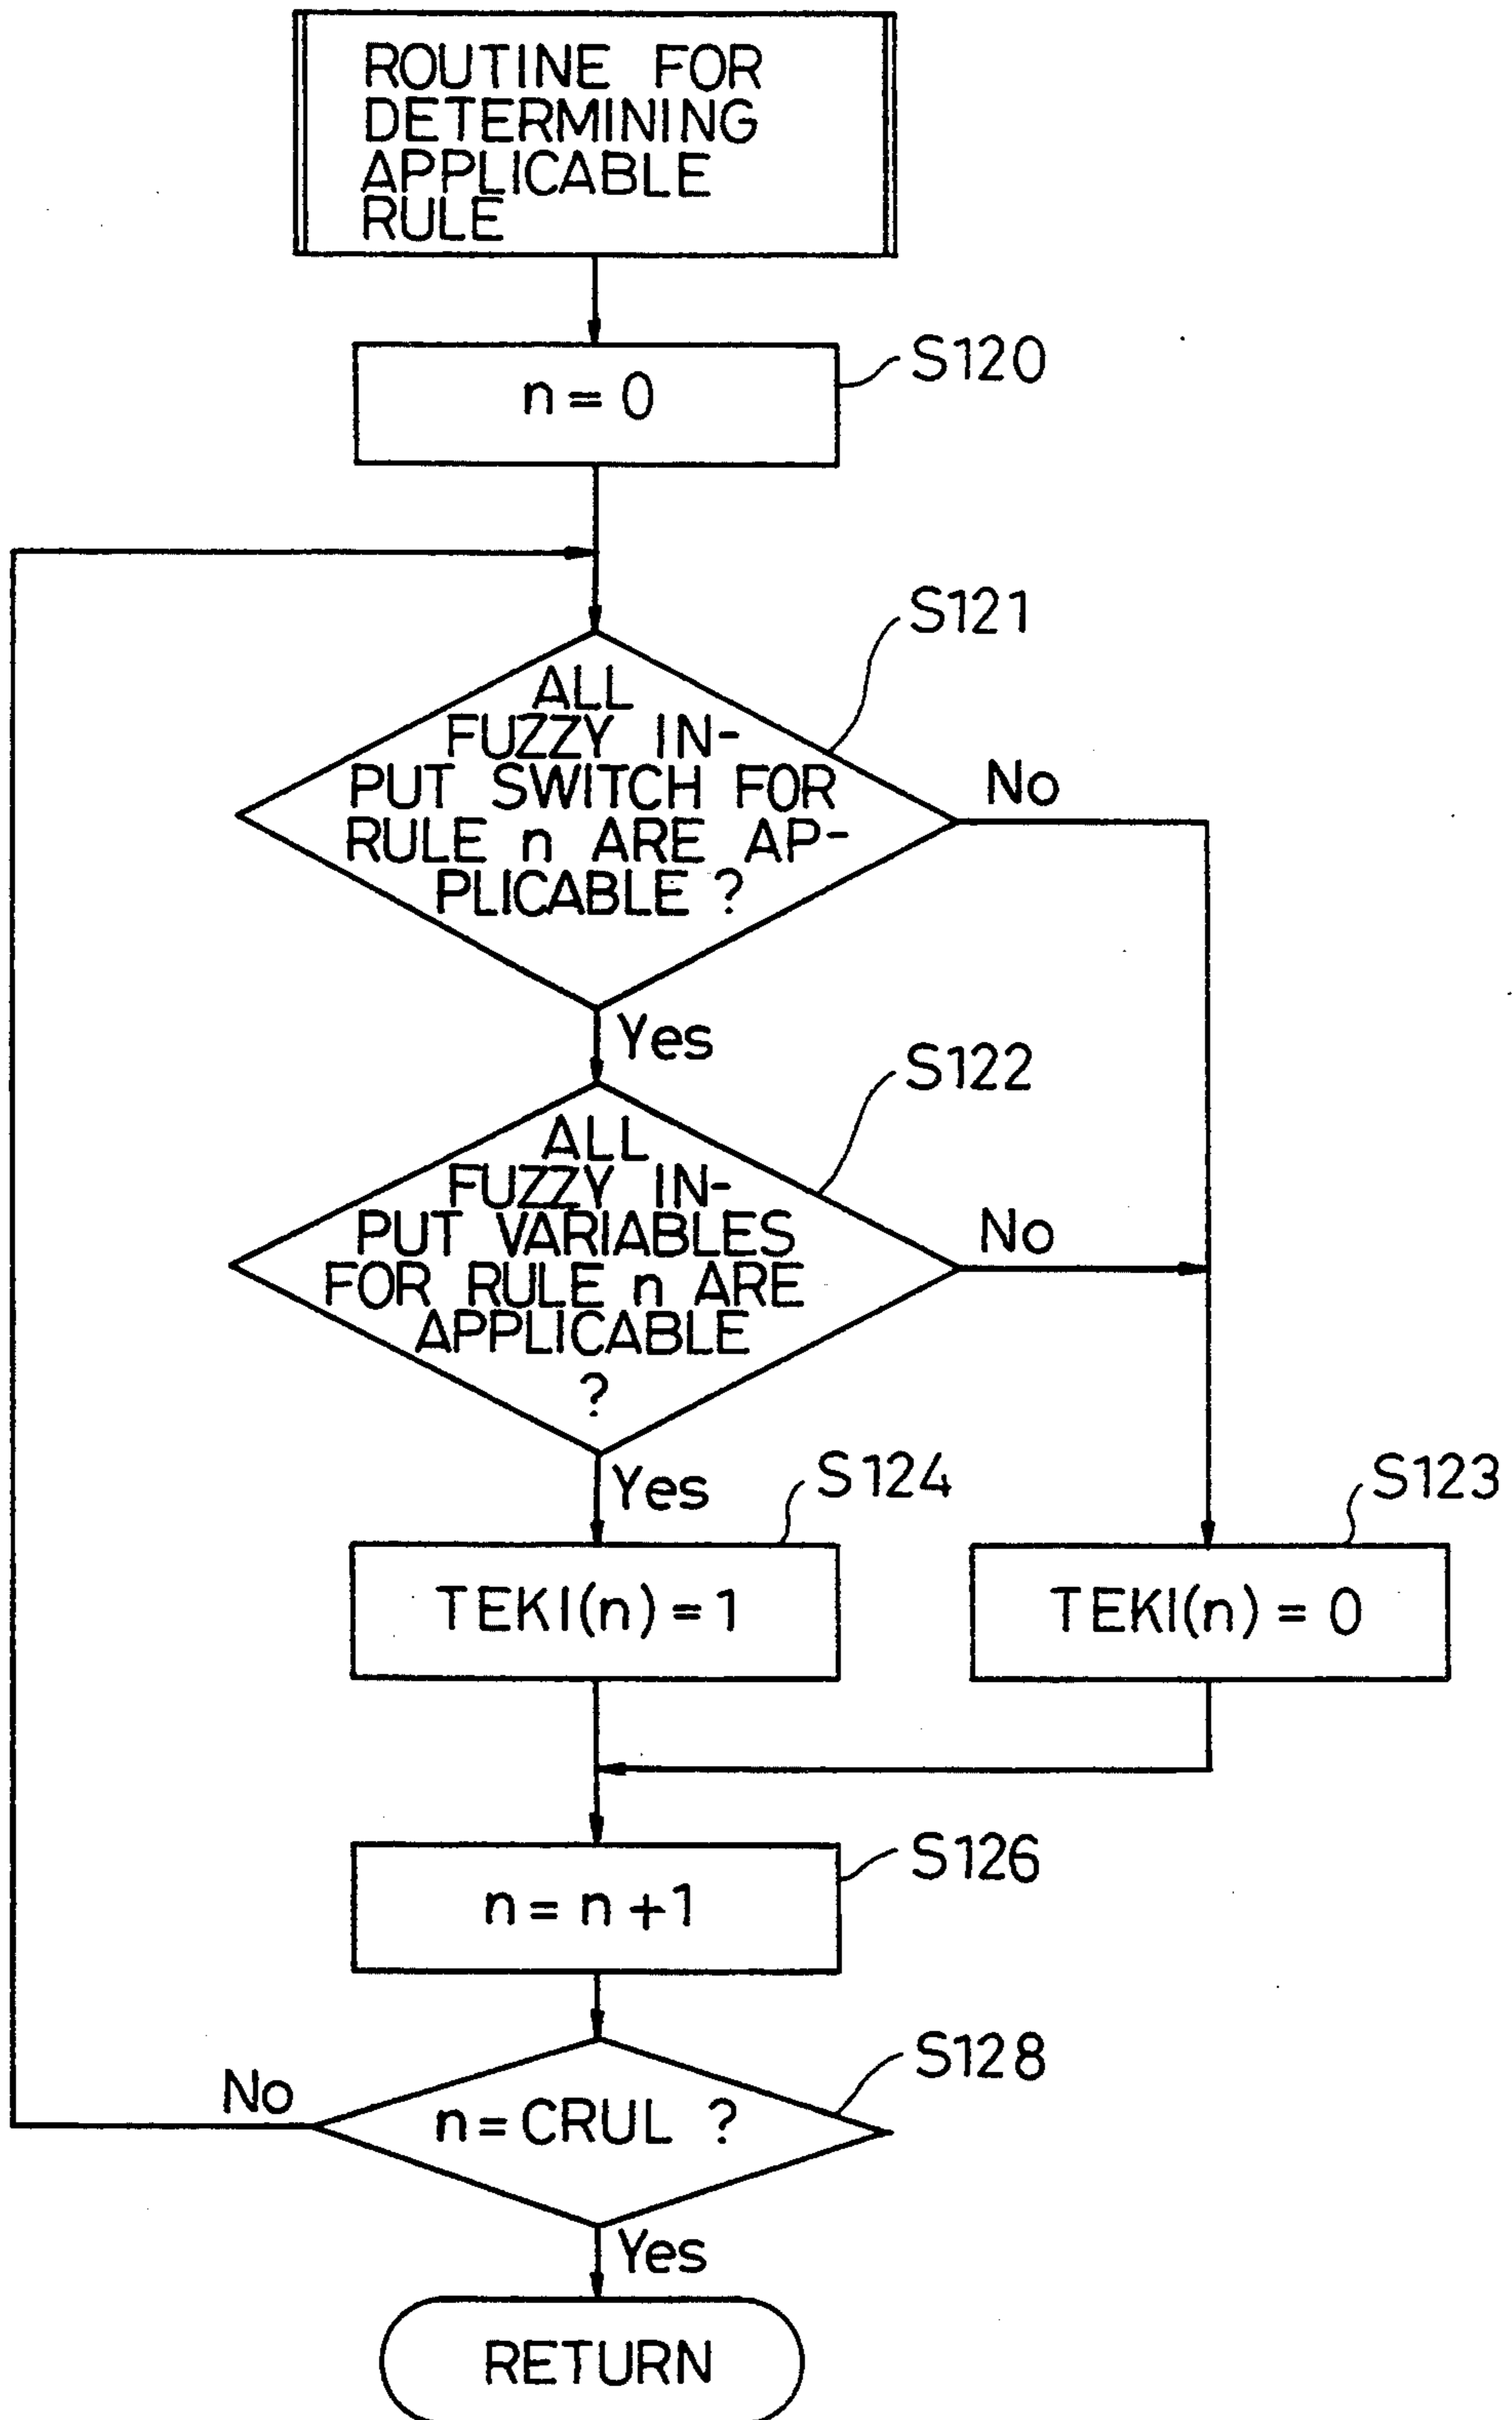 ROUTINE FOR
DETERMINING
APPLICABLE
RULE
S120
n = 0
S121
ALL
FUZZY IN-
PUT SWITCH FOR
RULE n ARE AP-
PLICABLE ?
No
Yes
S122
ALL
FUZZY IN-
PUT VARIABLES
FOR RULE n ARE
APPLICABLE
?
No
Yes
S124
S123
TEKI(n) = 1
TEKI(n) = 0
S126
n = n + 1
S128
No
n = CRUL ?
Yes
RETURN